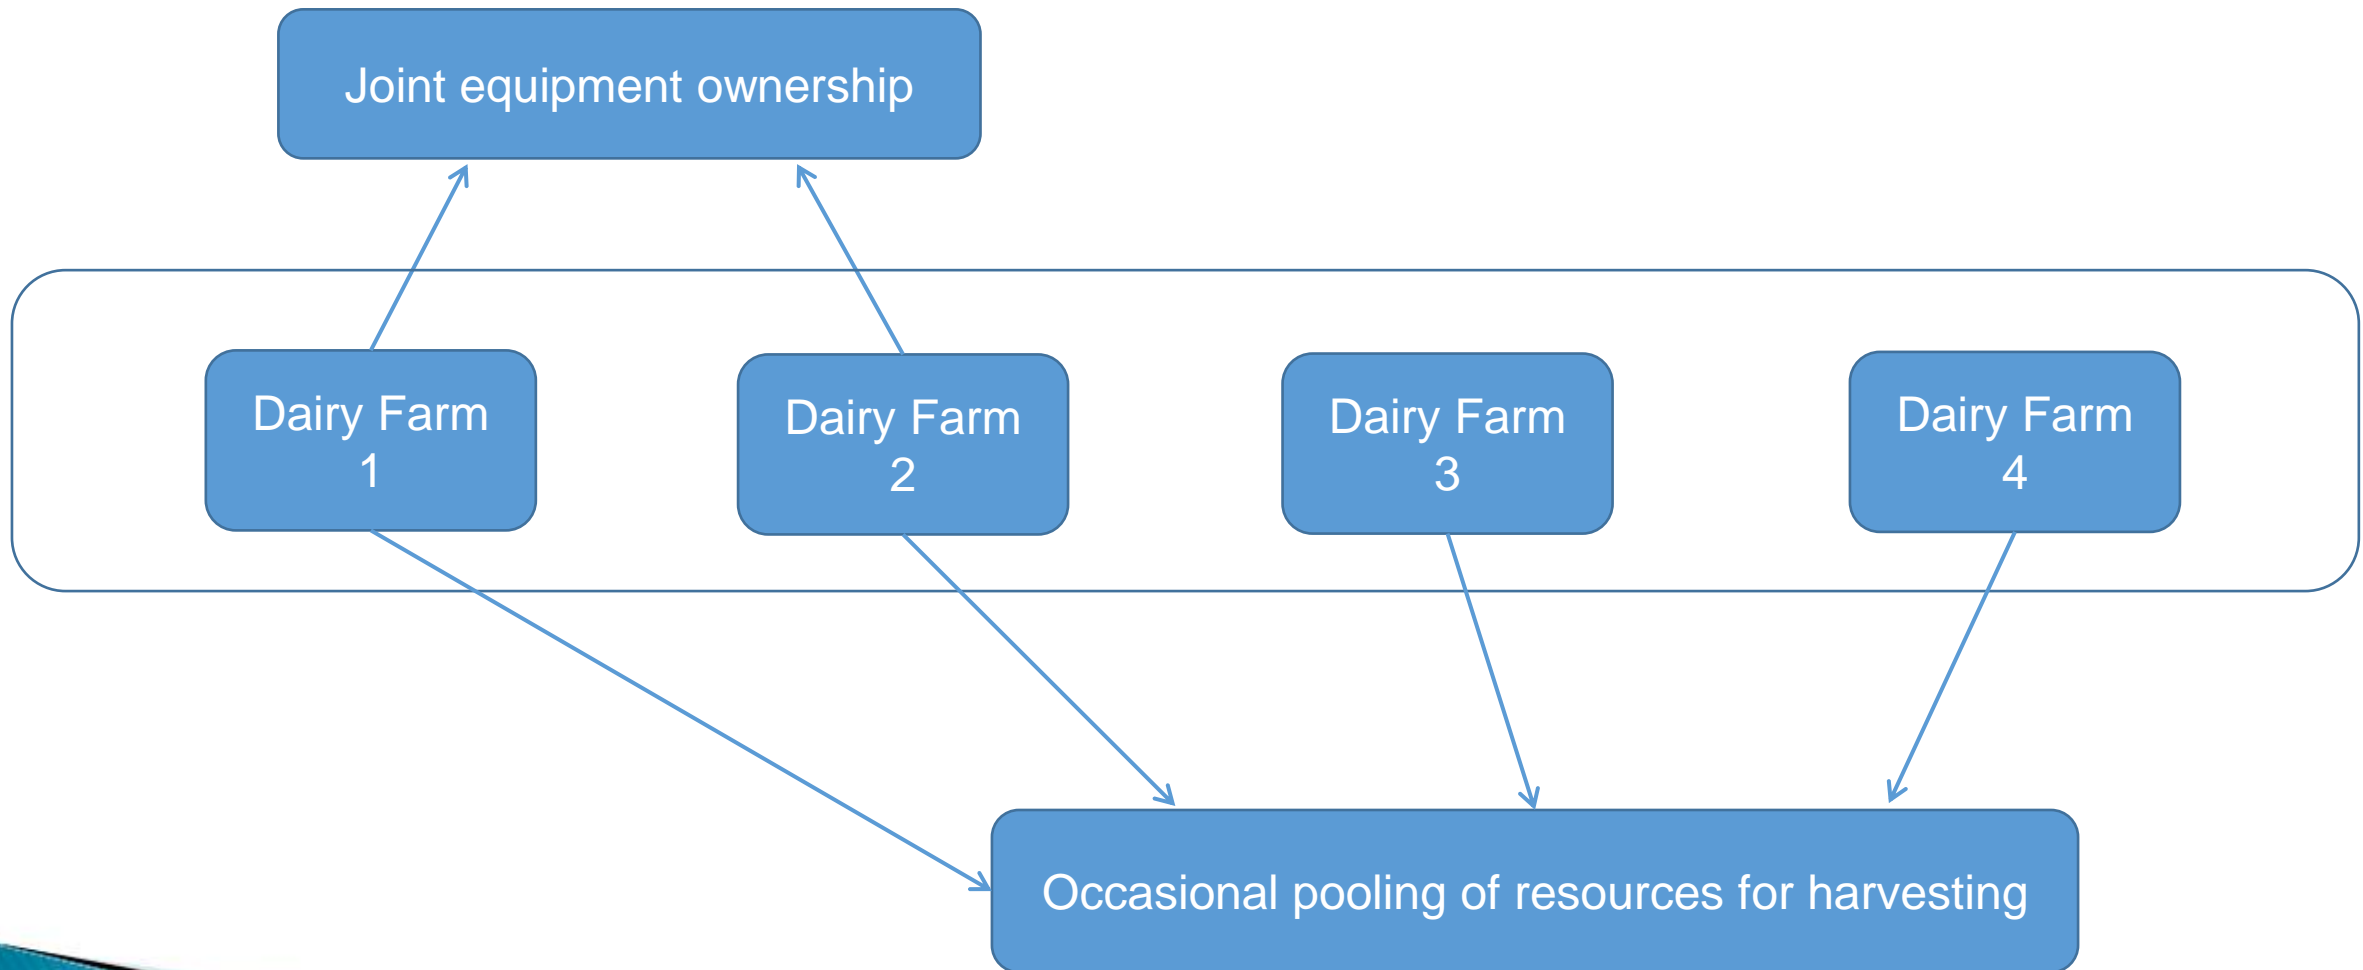 Joint equipment ownership
Dairy Farm
1
Dairy Farm
2
Dairy Farm
3
Dairy Farm
4
Occasional pooling of resources for harvesting